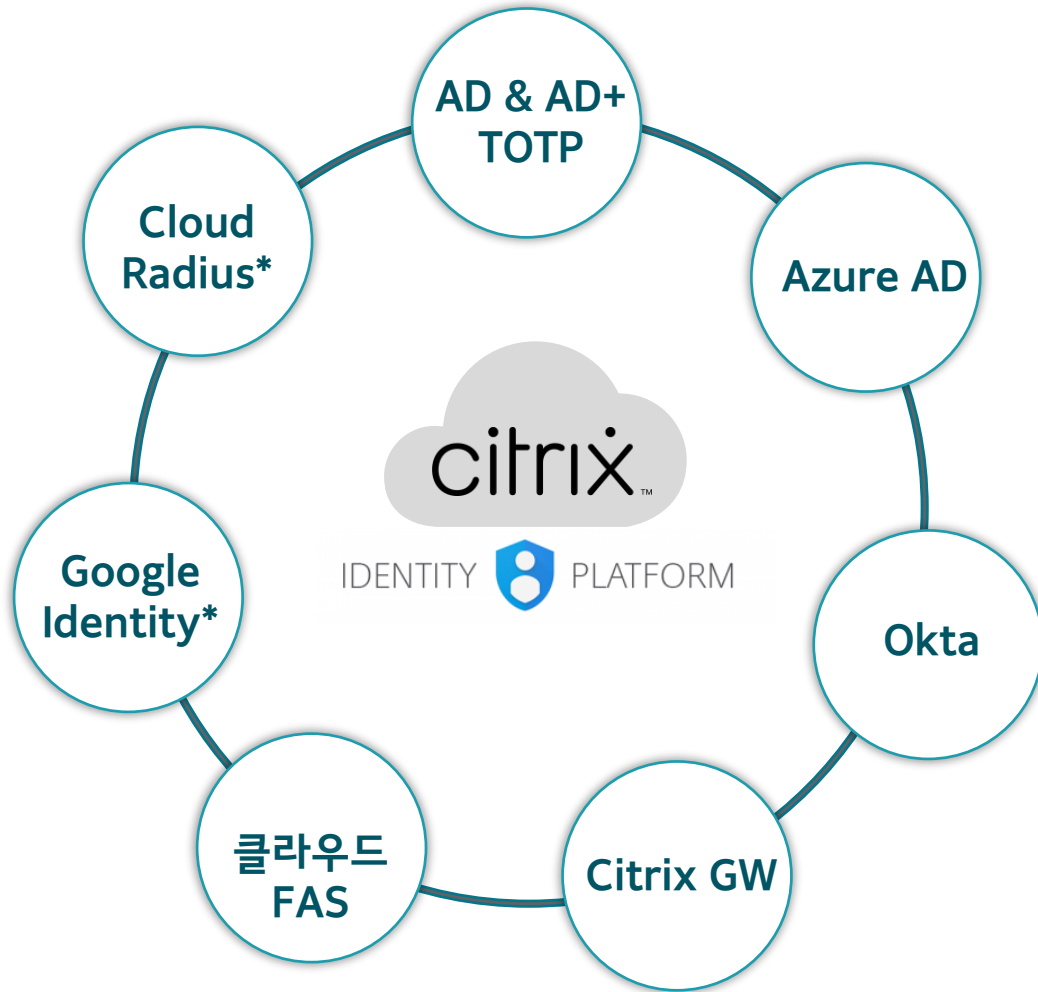 AD & AD+
TOTP
Cloud
Radius*
Azure AD
citrix™
IDENTITY PLATFORM
Google
Identity*
Okta
클라우드
FAS
Citrix GW